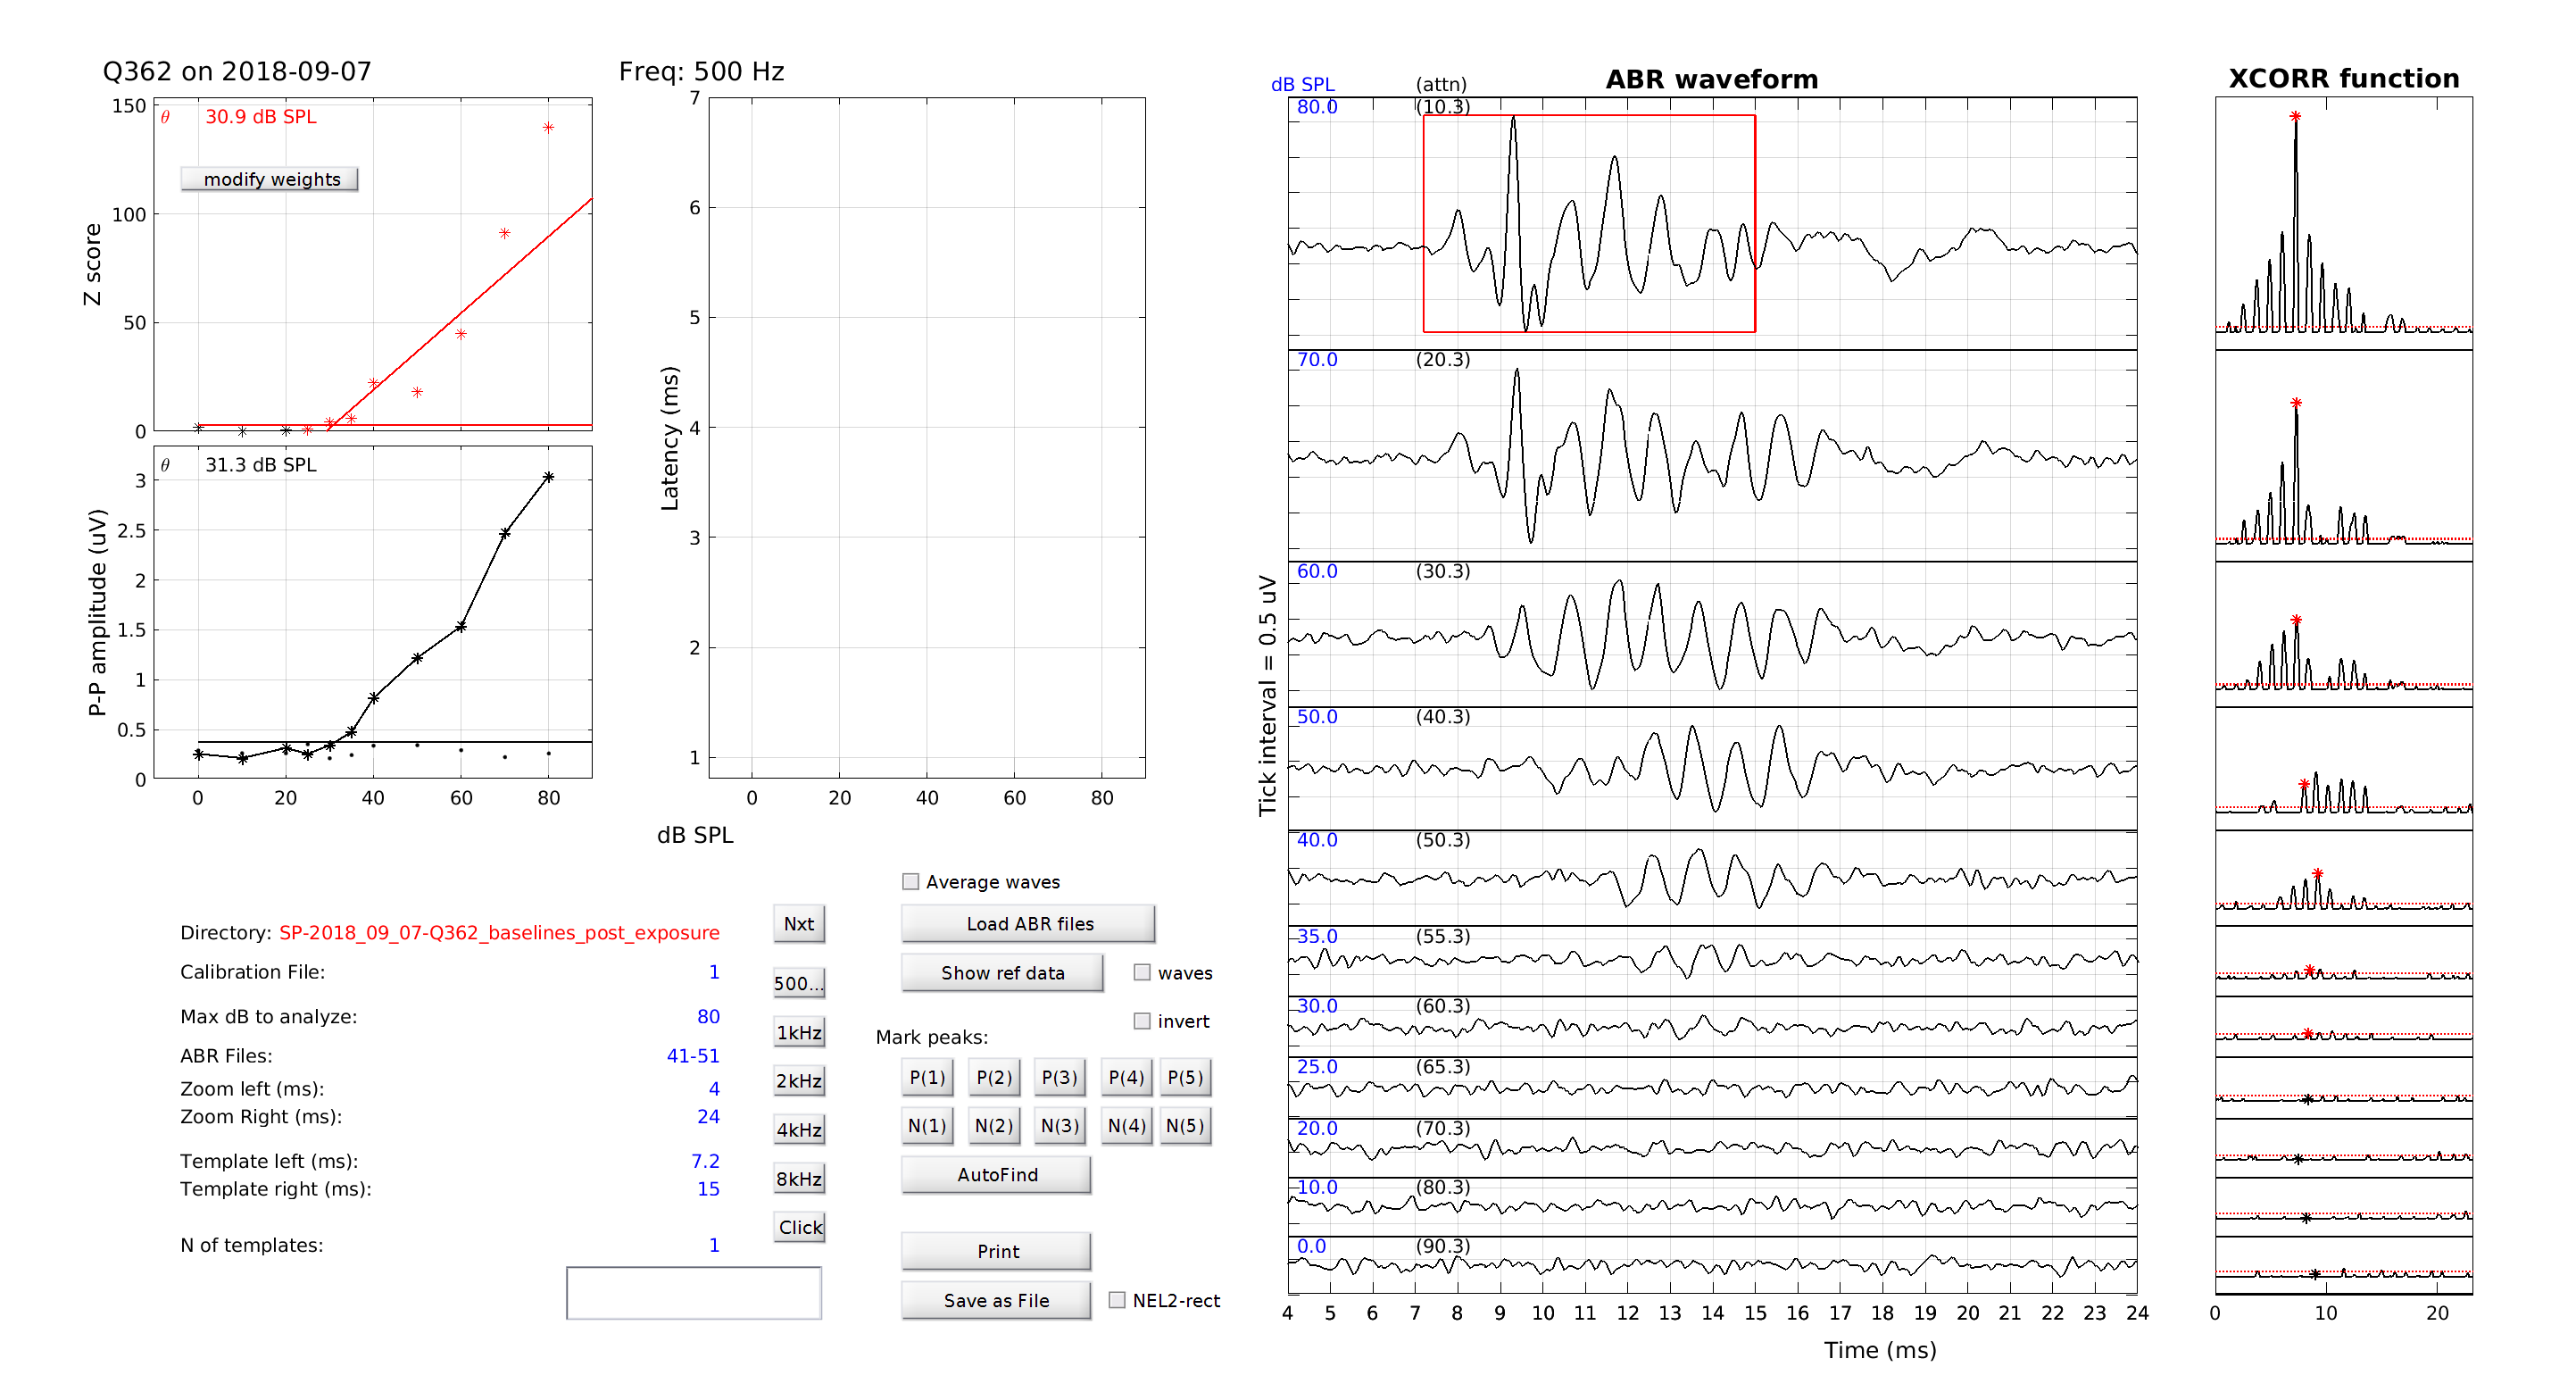 Q362 on 2018-09-07
Freq: 500 Hz
150
100
50
0
Z score
θ 30.9 dB SPL
modify weights
θ 31.3 dB SPL
3
2.5
2
1.5
1
0.5
0
P-P amplitude (uV)
0 20 40 60 80
7
6
5
4
3
2
1
Latency (ms)
0 20 40 60 80
dB SPL
Directory: SP-2018_09_07-Q362_baselines_post_exposure
Calibration File: 1
Max dB to analyze: 80
ABR Files: 41-51
Zoom left (ms): 4
Zoom Right (ms): 24
Template left (ms): 7.2
Template right (ms): 15
N of templates: 1
Nxt
500...
1kHz
2kHz
4kHz
8kHz
Click
Average waves
Load ABR files
Show ref data
waves
invert
Mark peaks:
P(1) P(2) P(3) P(4) P(5)
N(1) N(2) N(3) N(4) N(5)
AutoFind
Print
Save as File
NEL2-rect
dB SPL (attn) ABR waveform
80.0 (10.3)
70.0 (20.3)
60.0 (30.3)
50.0 (40.3)
40.0 (50.3)
35.0 (55.3)
30.0 (60.3)
25.0 (65.3)
20.0 (70.3)
10.0 (80.3)
0.0 (90.3)
Tick interval = 0.5 uV
4 5 6 7 8 9 10 11 12 13 14 15 16 17 18 19 20 21 22 23 24
Time (ms)
XCORR function
0 10 20